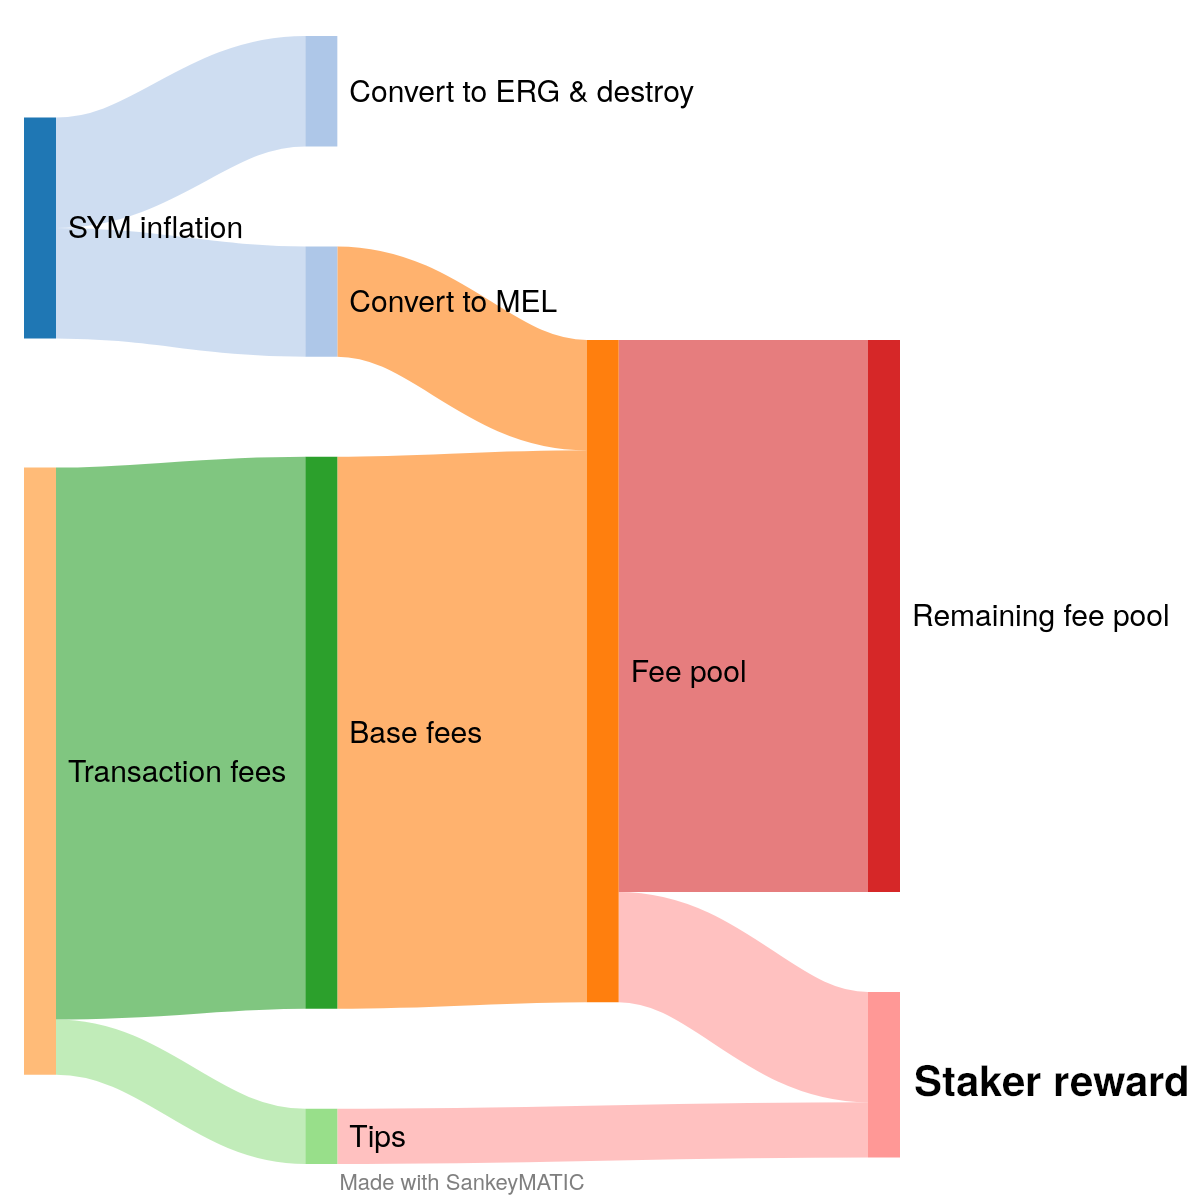 Convert to ERG & destroy
SYM inflation
Convert to MEL
Remaining fee pool
Fee pool
Base fees
Transaction fees
Staker reward
Tips
Made with SankeyMATIC